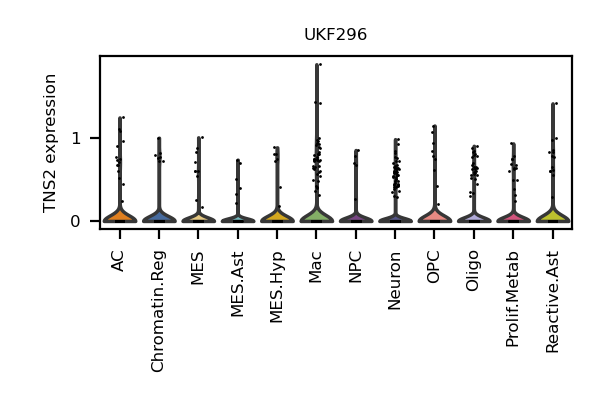 UKF296
TNS2 expression
1
0
AC
Chromatin.Reg
MES
MES.Ast
MES.Hyp
Mac
NPC
Neuron
OPC
Oligo
Prolif.Metab
Reactive.Ast